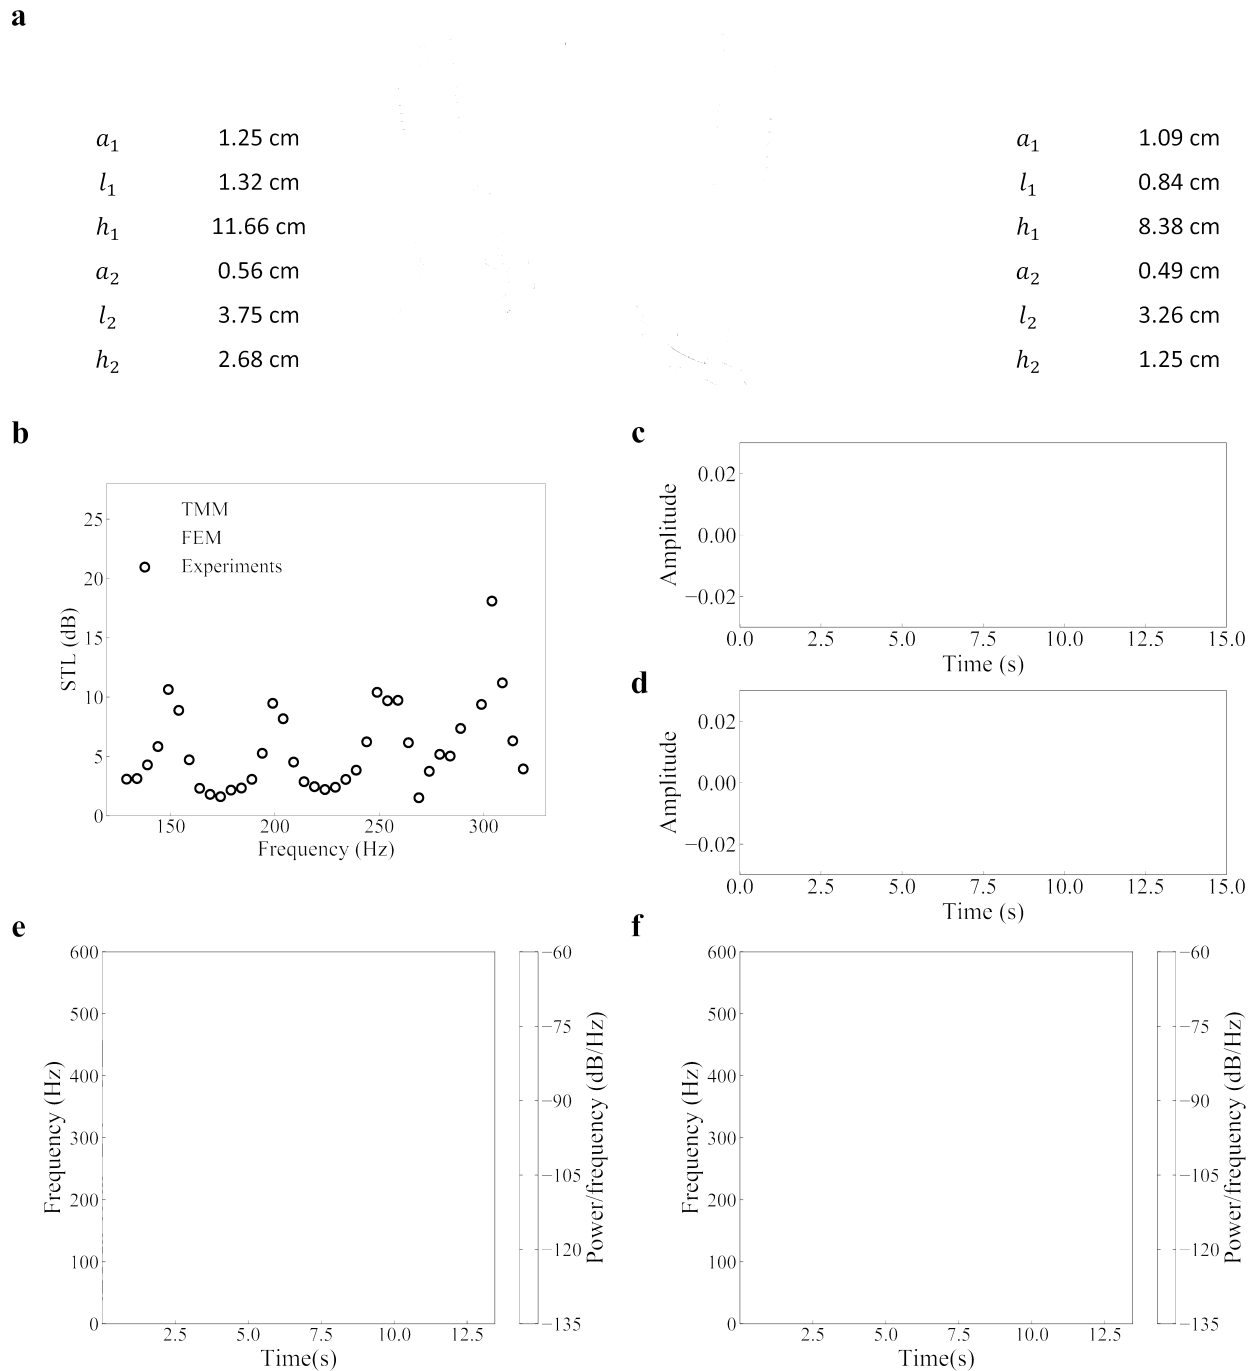 a
a₁ 1.25 cm
l₁ 1.32 cm
h₁ 11.66 cm
a₂ 0.56 cm
l₂ 3.75 cm
h₂ 2.68 cm
a₁ 1.09 cm
l₁ 0.84 cm
h₁ 8.38 cm
a₂ 0.49 cm
l₂ 3.26 cm
h₂ 1.25 cm
b
TMM
FEM
Experiments
25
20
15
10
5
0
STL (dB)
150 200 250 300
Frequency (Hz)
c
0.02
0.00
−0.02
Amplitude
0.0 2.5 5.0 7.5 10.0 12.5 15.0
Time (s)
d
0.02
0.00
−0.02
Amplitude
0.0 2.5 5.0 7.5 10.0 12.5 15.0
Time (s)
e
600
500
400
300
200
100
0
Frequency (Hz)
2.5 5.0 7.5 10.0 12.5
Time(s)
−60
−75
−90
−105
−120
−135
Power/frequency (dB/Hz)
f
600
500
400
300
200
100
0
Frequency (Hz)
2.5 5.0 7.5 10.0 12.5
Time(s)
−60
−75
−90
−105
−120
−135
Power/frequency (dB/Hz)